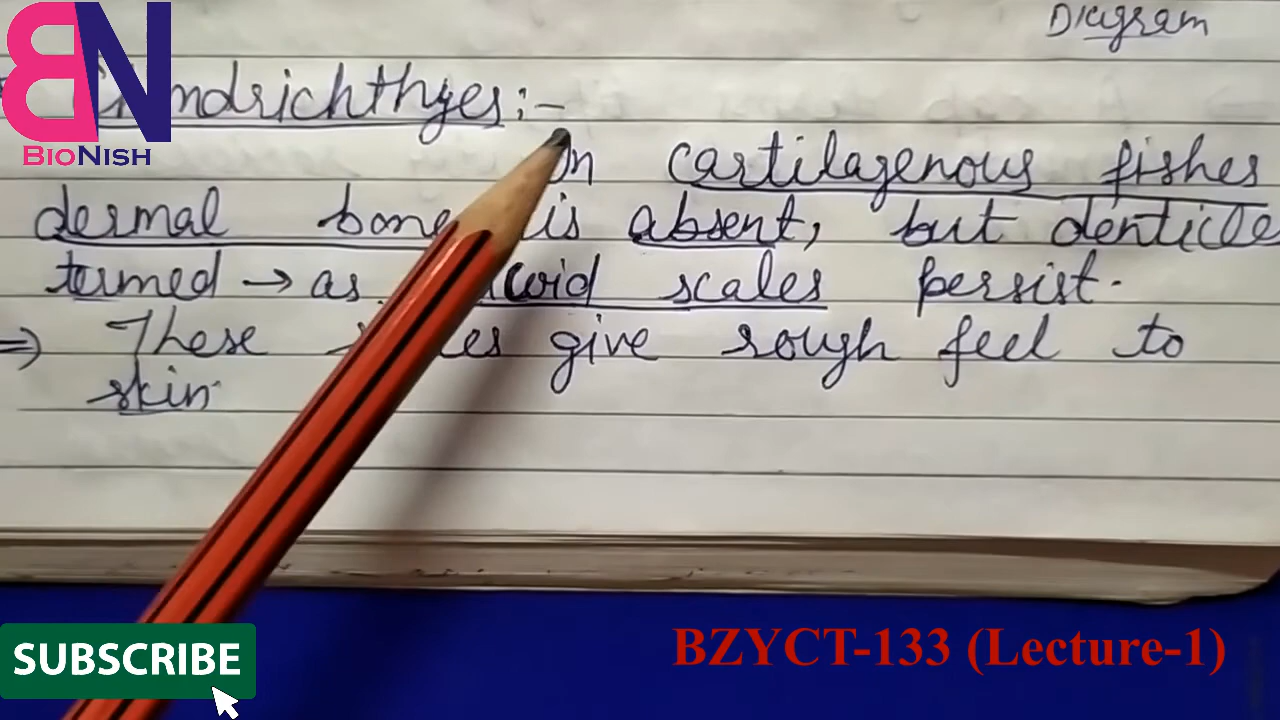 Diagram
BN
BIONISH
:-
In cartilagenous fishes
dermal bone is absent, but denticle
termed → as scales persist.
⇒ These give rough feel to
skin.
SUBSCRIBE
BZYCT-133 (Lecture-1)